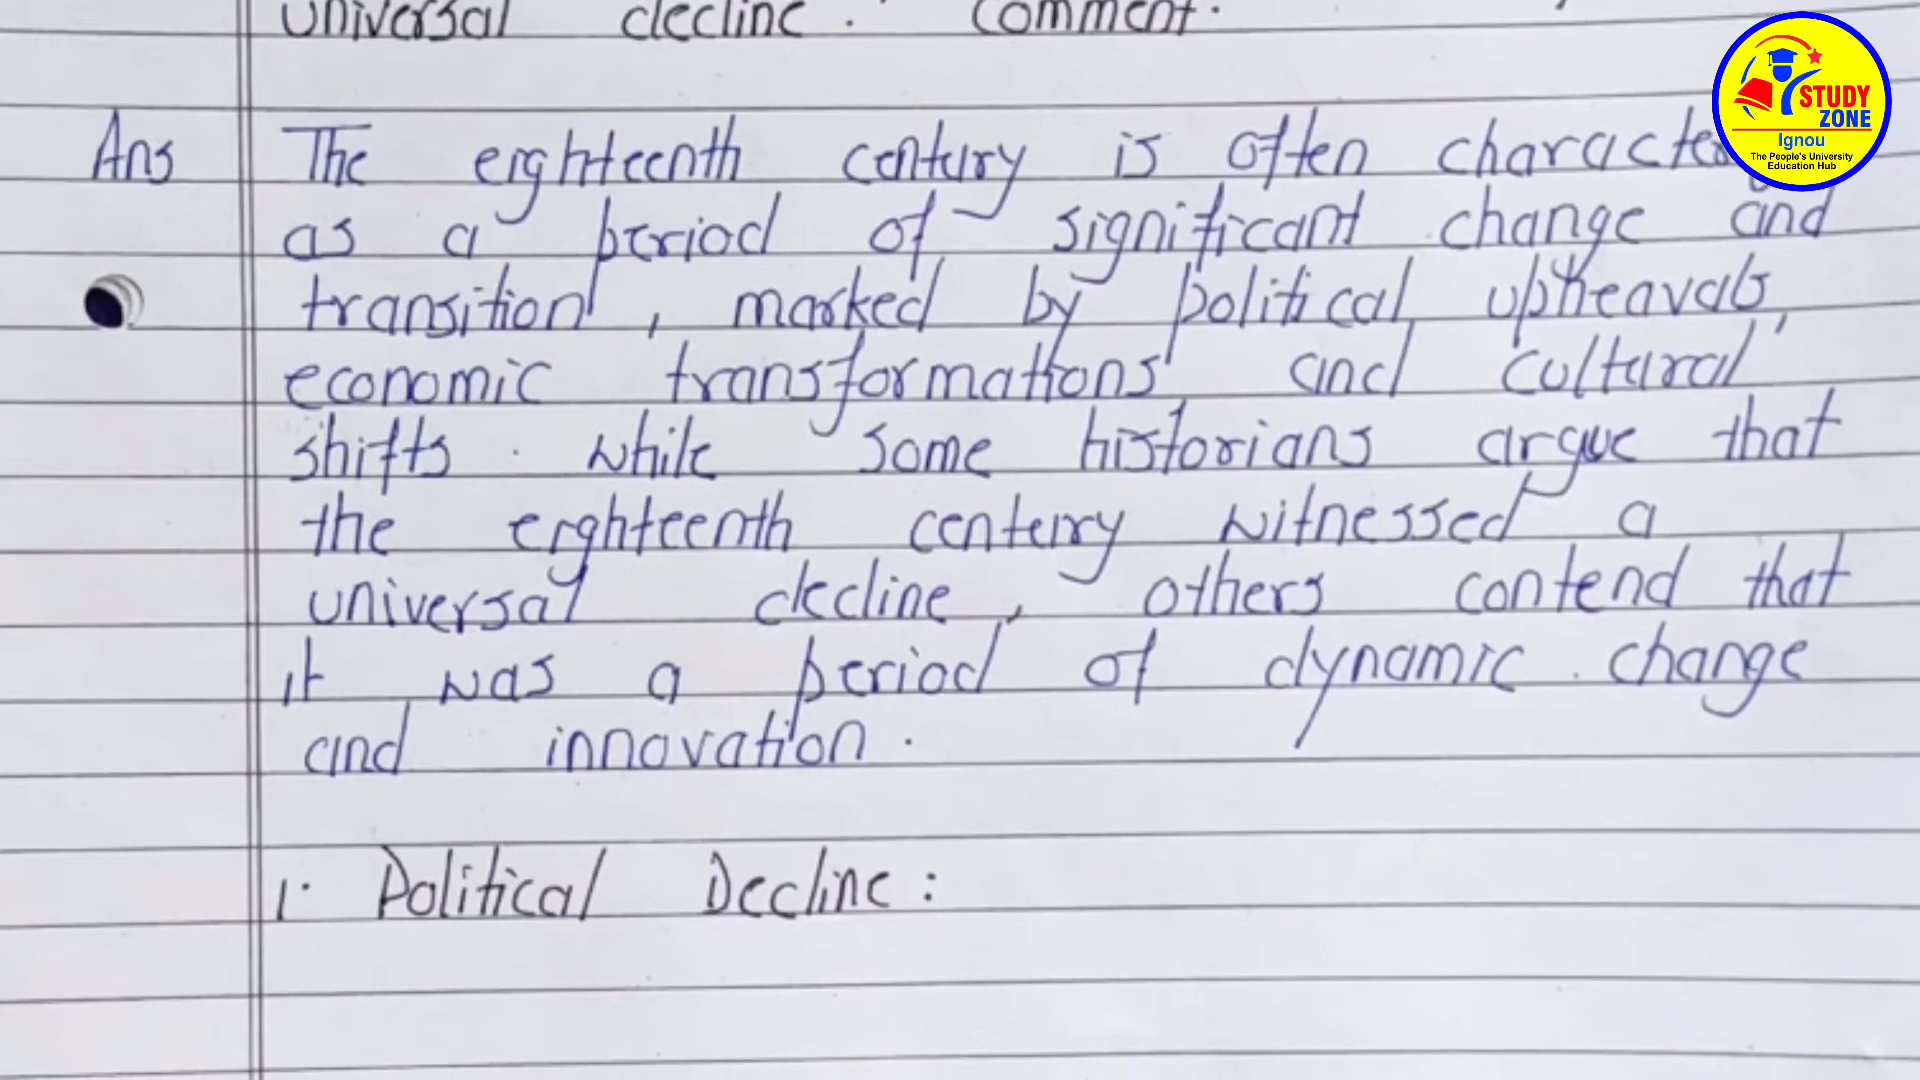 universal decline. Comment.
Ans The eighteenth century is often
as a period of significant change and
transition, marked by political upheavals,
economic transformations and cultural
shifts. while some historians argue that
the eighteenth century witnessed a
universal decline, others contend that
it was a period of dynamic change
and innovation.
1. Political Decline:
STUDY
ZONE
Ignou
The People's University
Education Hub